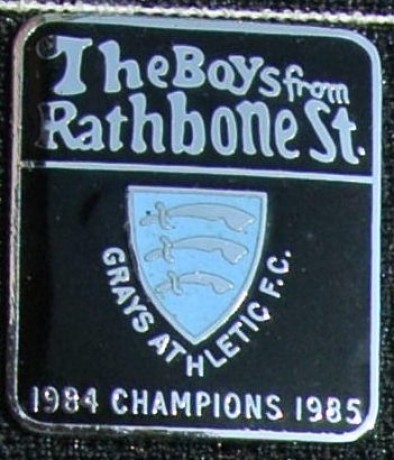 The Boys from
Rathbone St.
GRAYS ATHLETIC F.C.
1984 CHAMPIONS 1985